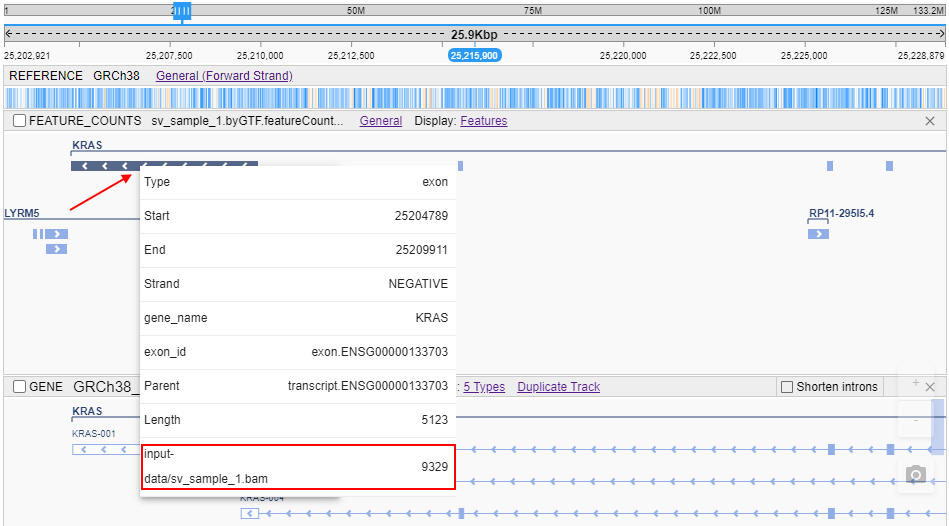 1 25M 50M 75M 100M 125M 133.2M
25.9Kbp
25,202,921 25,207,500 25,210,000 25,212,500 25,215,900 25,220,000 25,222,500 25,225,000 25,228,879
REFERENCE GRCh38 General (Forward Strand)
FEATURE_COUNTS sv_sample_1.byGTF.featureCount... General Display: Features
KRAS
Type exon
Start 25204789
LYRM5 RP11-295I5.4
End 25209911
Strand NEGATIVE
gene_name KRAS
exon_id exon.ENSG00000133703
Parent transcript.ENSG00000133703
GENE GRCh38_ : 5 Types Duplicate Track Shorten introns
KRAS
Length 5123
KRAS-001
input-
data/sv_sample_1.bam 9329
KRAS-004